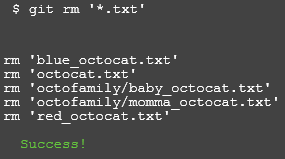 $ git rm '*.txt'
rm 'blue_octocat.txt'
rm 'octocat.txt'
rm 'octofamily/baby_octocat.txt'
rm 'octofamily/momma_octocat.txt'
rm 'red_octocat.txt'
Success!